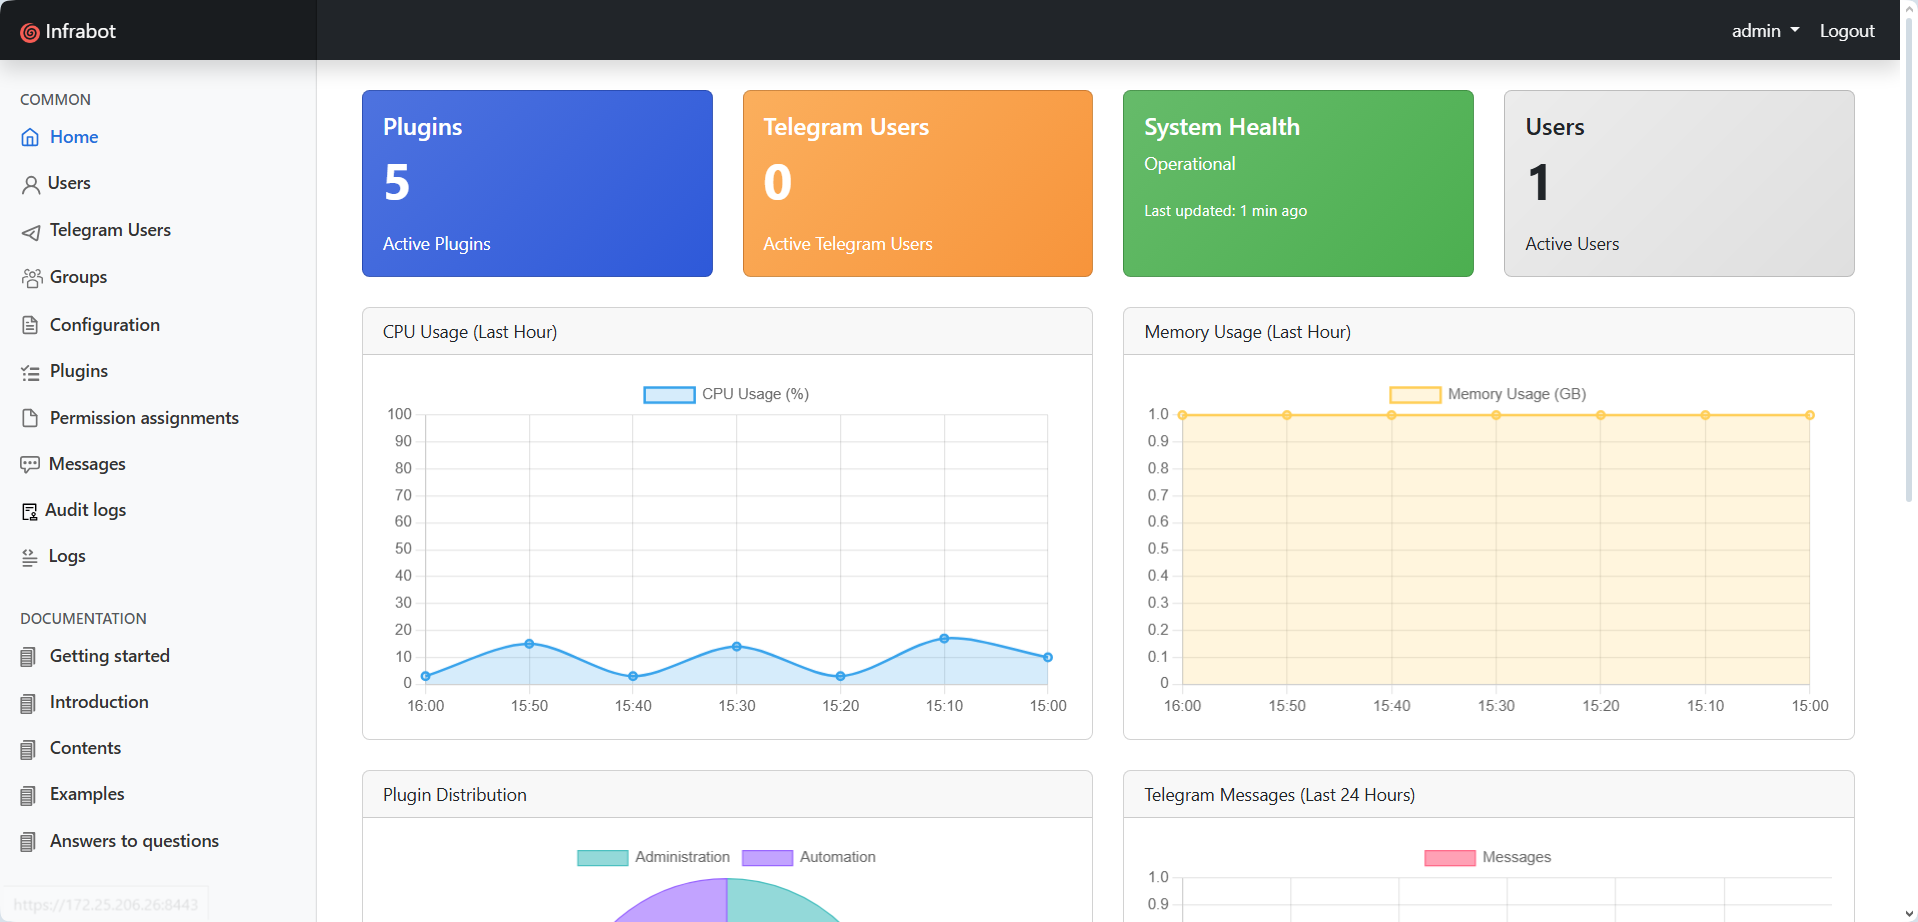 Infrabot
admin
Logout
COMMON
Home
Users
Telegram Users
Groups
Configuration
Plugins
Permission assignments
Messages
Audit logs
Logs
DOCUMENTATION
Getting started
Introduction
Contents
Examples
Answers to questions
https://172.25.206.26:8443
Plugins
5
Active Plugins
Telegram Users
0
Active Telegram Users
System Health
Operational
Last updated: 1 min ago
Users
1
Active Users
CPU Usage (Last Hour)
CPU Usage (%)
100
90
80
70
60
50
40
30
20
10
0
16:00 15:50 15:40 15:30 15:20 15:10 15:00
Memory Usage (Last Hour)
Memory Usage (GB)
1.0
0.9
0.8
0.7
0.6
0.5
0.4
0.3
0.2
0.1
0
16:00 15:50 15:40 15:30 15:20 15:10 15:00
Plugin Distribution
Administration Automation
Telegram Messages (Last 24 Hours)
Messages
1.0
0.9